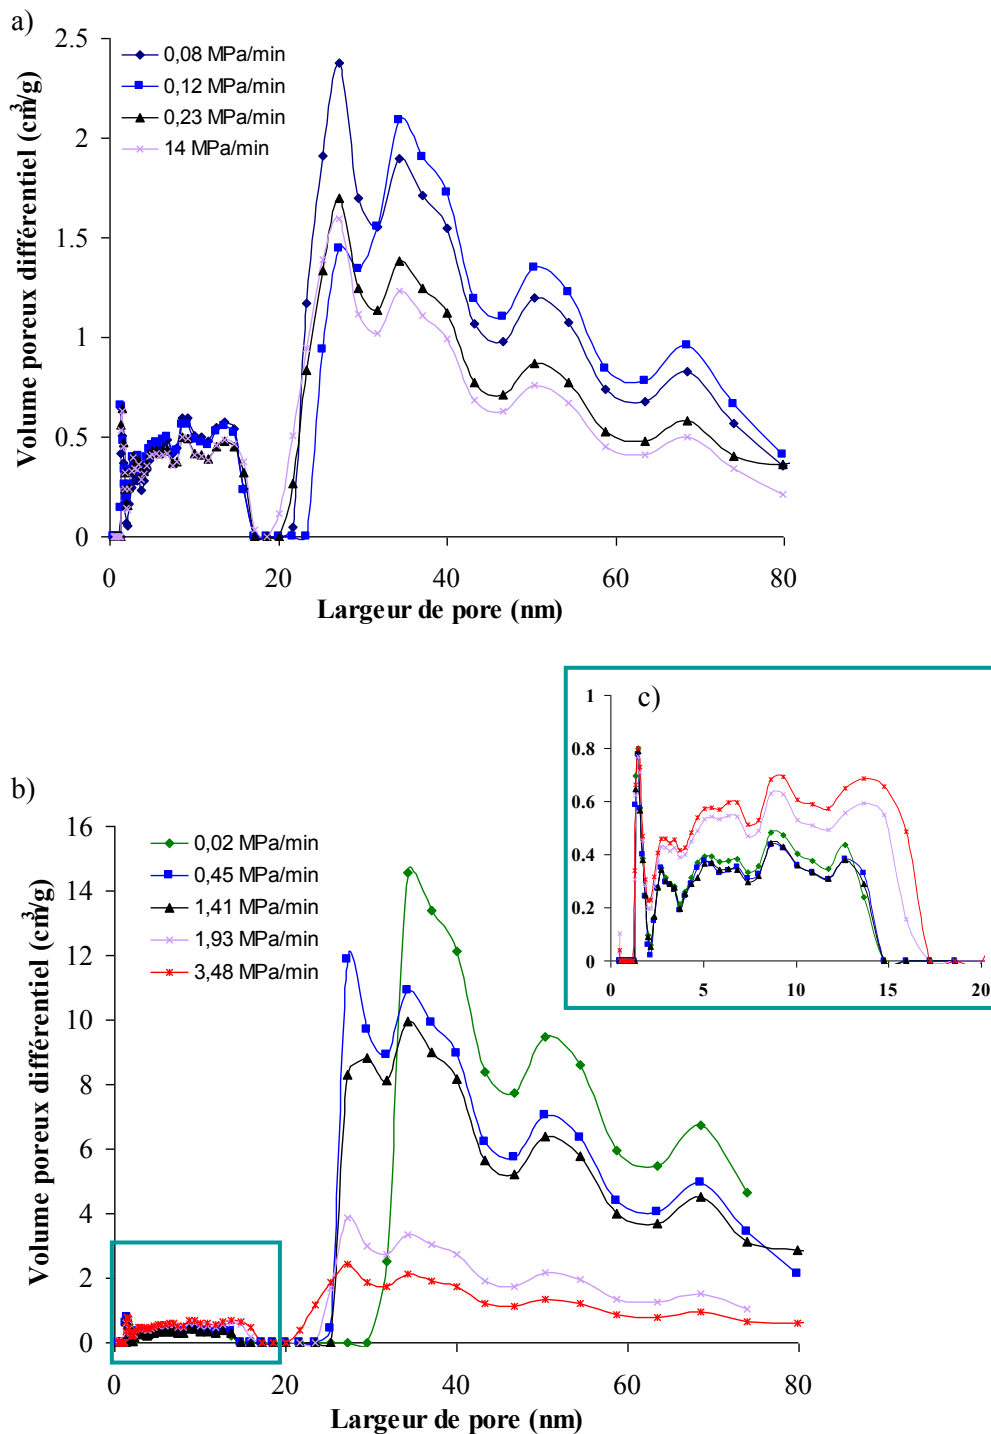 a)
2.5
2
1.5
1
0.5
0
0 20 40 60 80
Volume poreux différentiel (cm³/g)
Largeur de pore (nm)
0,08 MPa/min
0,12 MPa/min
0,23 MPa/min
14 MPa/min
c)
1
0.8
0.6
0.4
0.2
0
0 5 10 15 20
b)
16
14
12
10
8
6
4
2
0
0 20 40 60 80
Volume poreux différentiel (cm³/g)
Largeur de pore (nm)
0,02 MPa/min
0,45 MPa/min
1,41 MPa/min
1,93 MPa/min
3,48 MPa/min